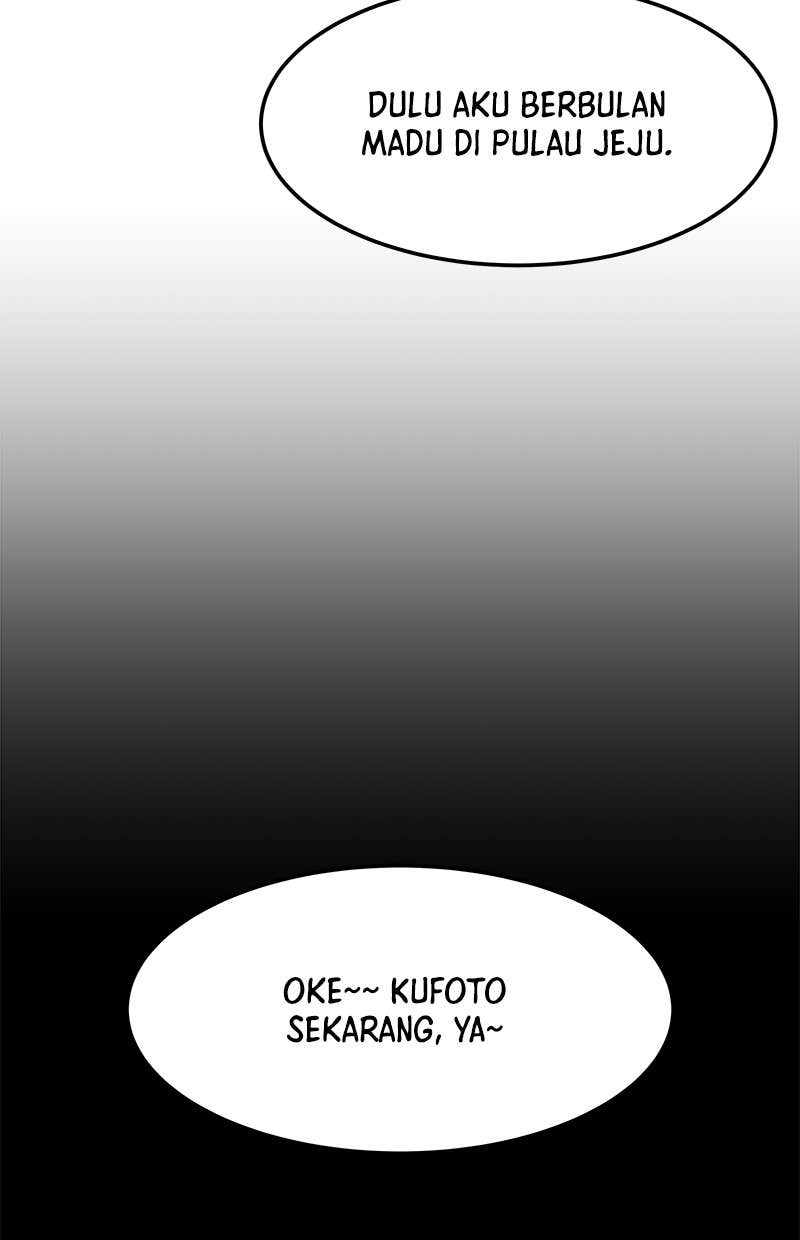 DULU AKU BERBULAN
MADU DI PULAU JEJU.
OKE~~ KUFOTO
SEKARANG, YA~